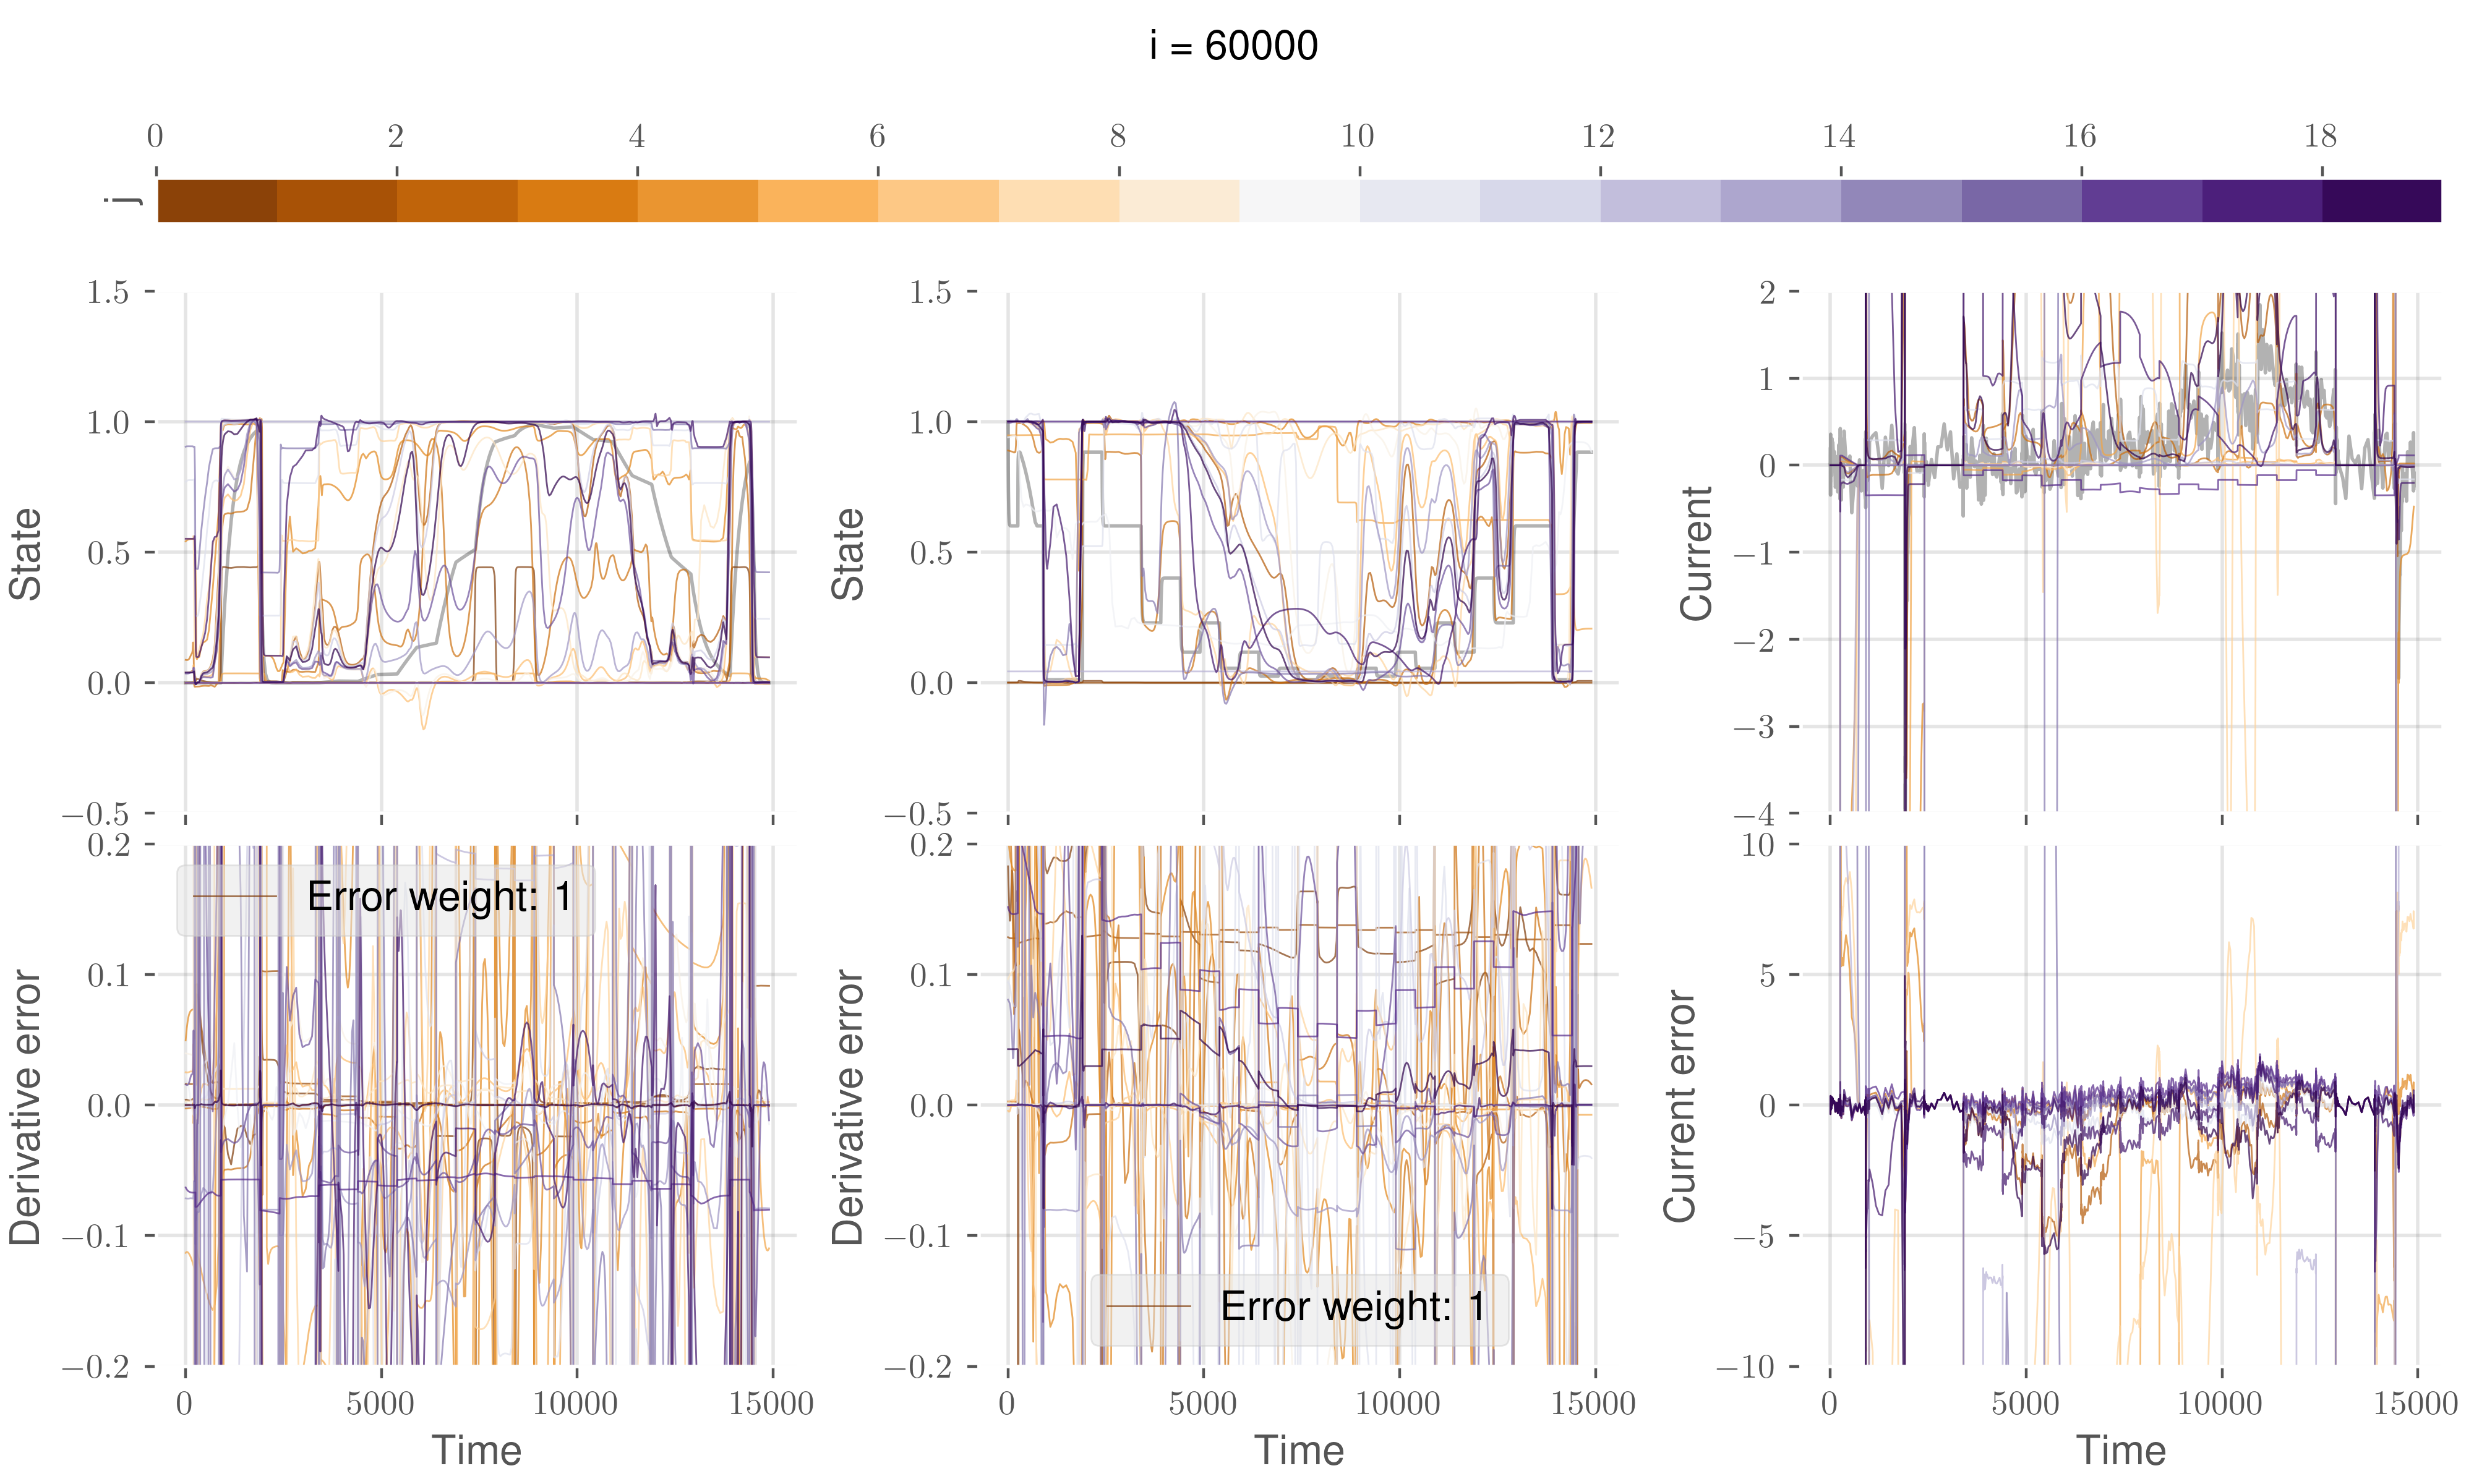 i = 60000
0 2 4 6 8 10 12 14 16 18
j
1.5 1.0 0.5 0.0 −0.5
State
1.5 1.0 0.5 0.0 −0.5
State
2 1 0 −1 −2 −3 −4
Current
0.2 0.1 0.0 −0.1 −0.2
Derivative error
Error weight: 1
0 5000 10000 15000
Time
0.2 0.1 0.0 −0.1 −0.2
Derivative error
Error weight: 1
0 5000 10000 15000
Time
10 5 0 −5 −10
Current error
0 5000 10000 15000
Time